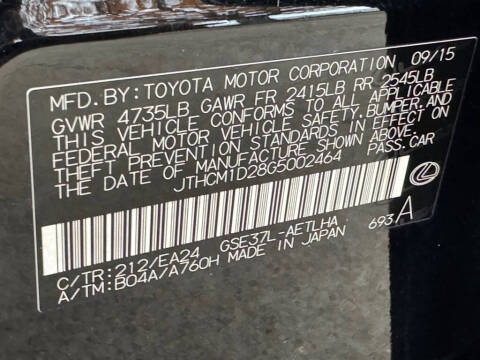 MFD. BY: TOYOTA MOTOR CORPORATION 09/15
GVWR 4735LB GAWR FR 2415LB RR 2545LB
THIS VEHICLE CONFORMS TO ALL APPLICABLE
FEDERAL MOTOR VEHICLE SAFETY, BUMPER, AND
THEFT PREVENTION STANDARDS IN EFFECT ON
THE DATE OF MANUFACTURE SHOWN ABOVE.
JTHCM1D28G5002464 PASS. CAR
C/TR: 212/EA24 GSE37L-AETLHA 693 A
A/TM: B04A/A760H MADE IN JAPAN